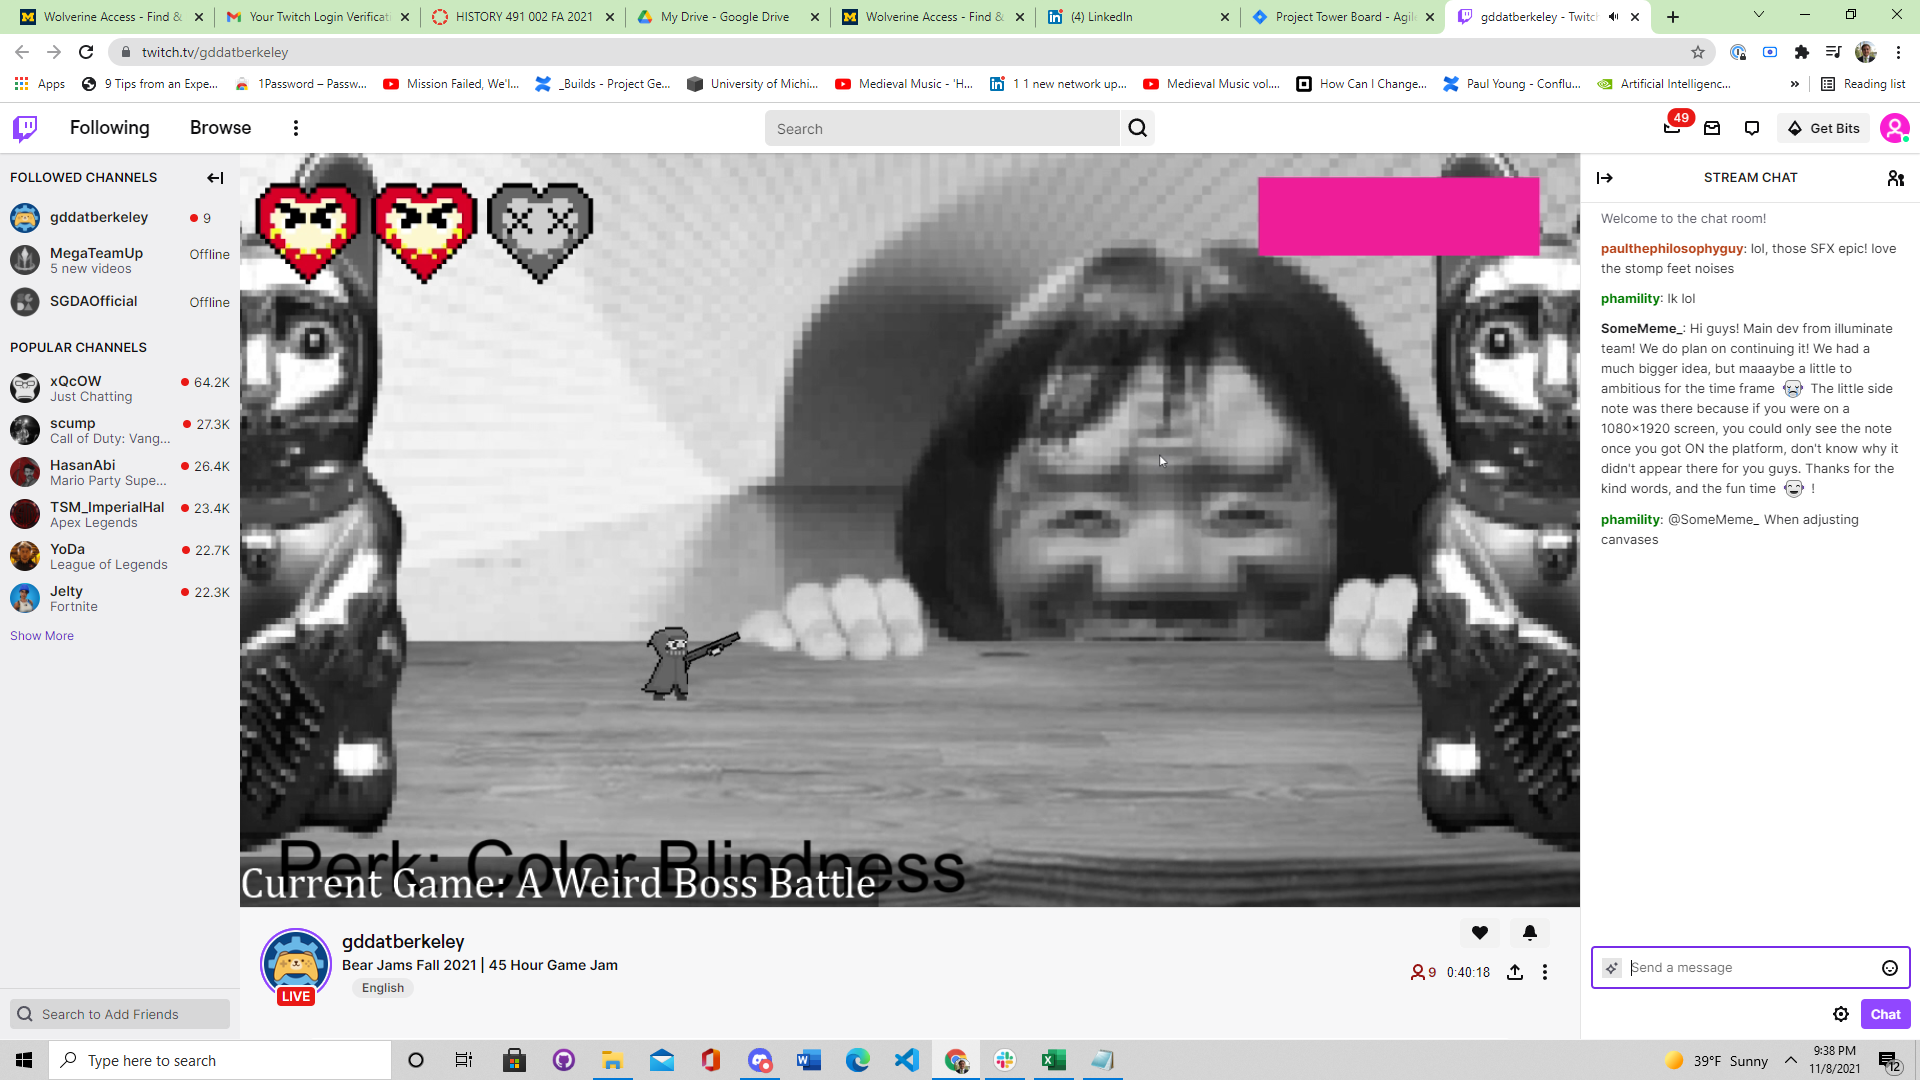 Wolverine Access - Find &
Your Twitch Login Verificati
HISTORY 491 002 FA 2021
My Drive - Google Drive
Wolverine Access - Find &
(4) LinkedIn
Project Tower Board - Agile
gddatberkeley - Twitch
twitch.tv/gddatberkeley
Apps
9 Tips from an Expe...
1Password – Passw...
Mission Failed, We'l...
_Builds - Project Ge...
University of Michi...
Medieval Music - 'H...
1 1 new network up...
Medieval Music vol....
How Can I Change...
Paul Young - Conflu...
Artificial Intelligenc...
»
Reading list
Following
Browse
Search
49
Get Bits
FOLLOWED CHANNELS
gddatberkeley
9
MegaTeamUp
Offline
5 new videos
SGDAOfficial
Offline
POPULAR CHANNELS
xQcOW
64.2K
Just Chatting
scump
27.3K
Call of Duty: Vang...
HasanAbi
26.4K
Mario Party Supe...
TSM_ImperialHal
23.4K
Apex Legends
YoDa
22.7K
League of Legends
Jelty
22.3K
Fortnite
Show More
Search to Add Friends
Perk: Color Blindness
Current Game: A Weird Boss Battle
gddatberkeley
Bear Jams Fall 2021 | 45 Hour Game Jam
English
LIVE
9
0:40:18
STREAM CHAT
Welcome to the chat room!
paulthephilosophyguy: lol, those SFX epic! love
the stomp feet noises
phamility: Ik lol
SomeMeme_: Hi guys! Main dev from illuminate
team! We do plan on continuing it! We had a
much bigger idea, but maaaybe a little to
ambitious for the time frame The little side
note was there because if you were on a
1080x1920 screen, you could only see the note
once you got ON the platform, don't know why it
didn't appear there for you guys. Thanks for the
kind words, and the fun time !
phamility: @SomeMeme_ When adjusting
canvases
Send a message
Chat
Type here to search
39°F Sunny
9:38 PM
11/8/2021
12